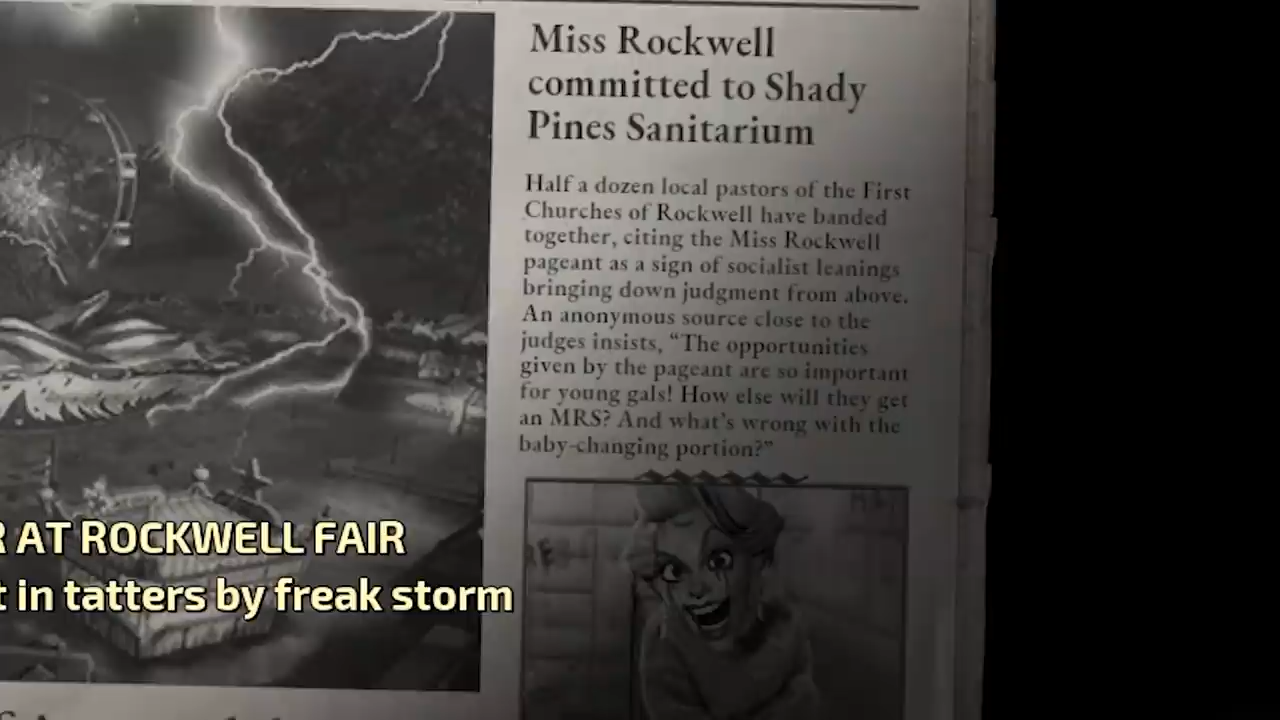 Miss Rockwell
committed to Shady
Pines Sanitarium
Half a dozen local pastors of the First
Churches of Rockwell have banded
together, citing the Miss Rockwell
pageant as a sign of socialist leanings
bringing down judgment from above.
An anonymous source close to the
judges insists, “The opportunities
given by the pageant are so important
for young gals! How else will they get
an MRS? And what's wrong with the
baby-changing portion?”
R AT ROCKWELL FAIR
t in tatters by freak storm